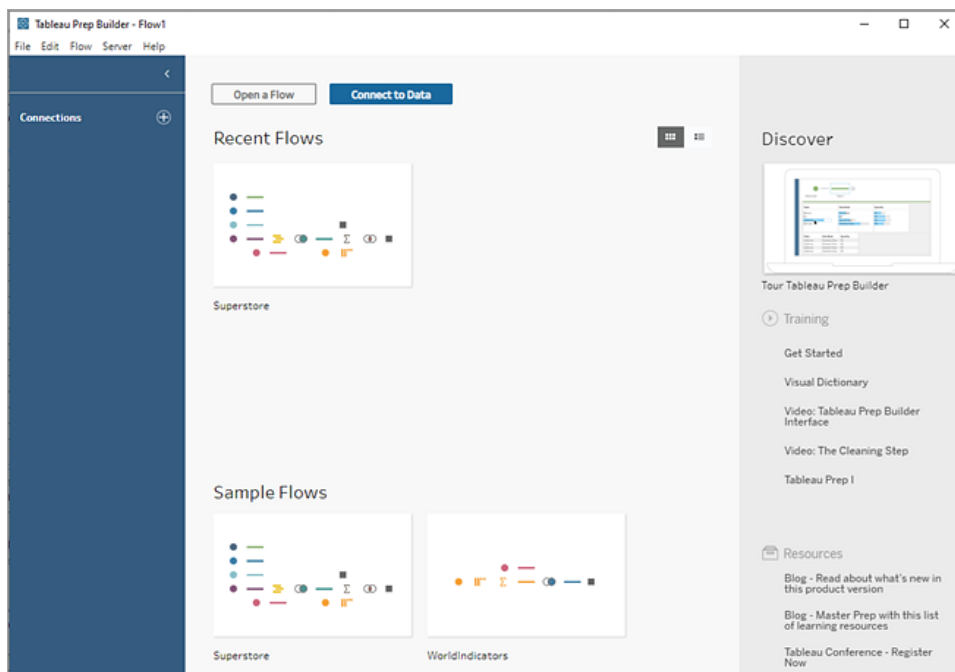 Tableau Prep Builder - Flow1
File Edit Flow Server Help
Connections
Open a Flow
Connect to Data
Recent Flows
Superstore
Sample Flows
Superstore
WorldIndicators
Discover
Tour Tableau Prep Builder
Training
Get Started
Visual Dictionary
Video: Tableau Prep Builder
Interface
Video: The Cleaning Step
Tableau Prep I
Resources
Blog - Read about what's new in
this product version
Blog - Master Prep with this list
of learning resources
Tableau Conference - Register
Now